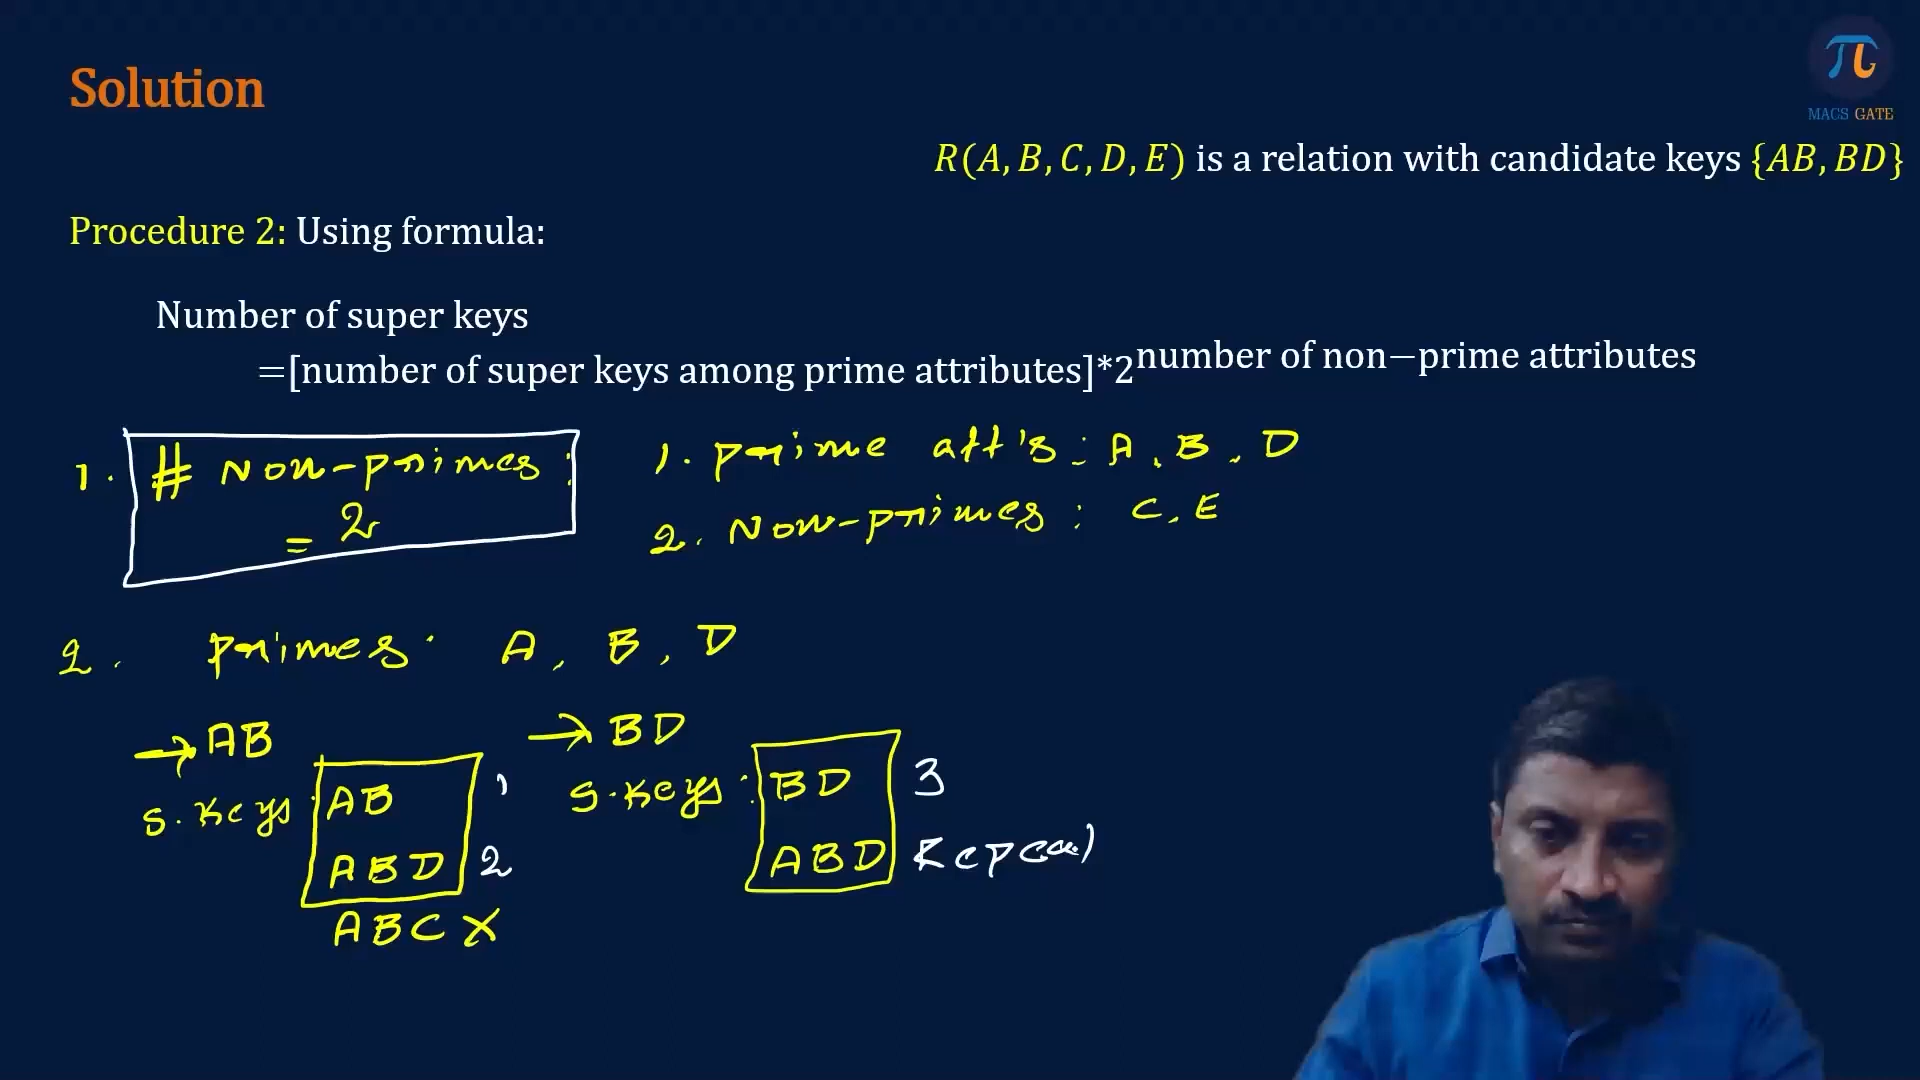 Solution
MACS GATE
R(A, B, C, D, E) is a relation with candidate keys {AB, BD}
Procedure 2: Using formula:
Number of super keys
=[number of super keys among prime attributes]*2^number of non−prime attributes
1. # Non-primes:
= 2
1. prime att's: A, B, D
2. Non-primes: C, E
2. primes: A, B, D
→ AB
S. Keys: AB 1
ABD 2
ABC X
→ BD
S. Keys: BD 3
ABD Repeat